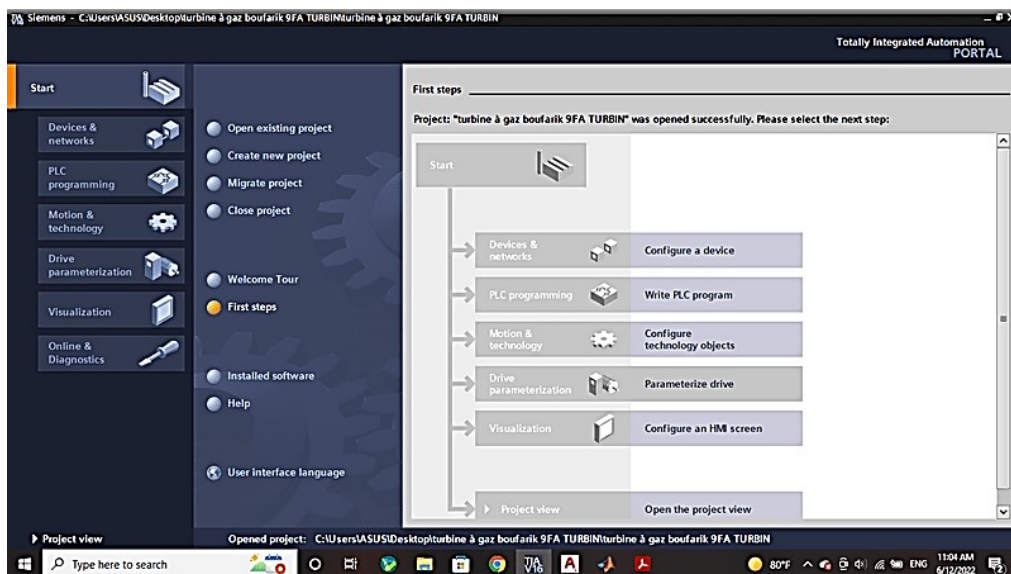 Siemens - C:\Users\ASUS\Desktop\turbine à gaz boufarik 9FA TURBIN\turbine à gaz boufarik 9FA TURBIN
Totally Integrated Automation
PORTAL
Start
Devices &
networks
PLC
programming
Motion &
technology
Drive
parameterization
Visualization
Online &
Diagnostics
Open existing project
Create new project
Migrate project
Close project
Welcome Tour
First steps
Installed software
Help
User interface language
First steps
Project: "turbine à gaz boufarik 9FA TURBIN" was opened successfully. Please select the next step:
Start
Devices &
networks
Configure a device
PLC programming
Write PLC program
Motion &
technology
Configure
technology objects
Drive
parameterization
Parameterize drive
Visualization
Configure an HMI screen
Project view
Open the project view
Project view
Opened project: C:\Users\ASUS\Desktop\turbine à gaz boufarik 9FA TURBIN\turbine à gaz boufarik 9FA TURBIN
Type here to search
TIA
V16
A
80°F
ENG
11:04 AM
6/12/2022
2